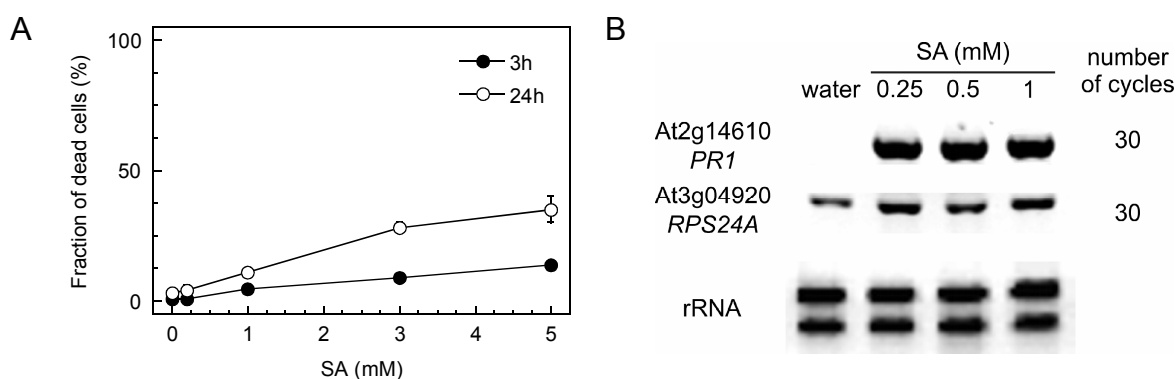 A
Fraction of dead cells (%)
100
50
0
3h
24h
0 1 2 3 4 5
SA (mM)
B
SA (mM)
number
of cycles
water 0.25 0.5 1
At2g14610
PR1
30
At3g04920
RPS24A
30
rRNA